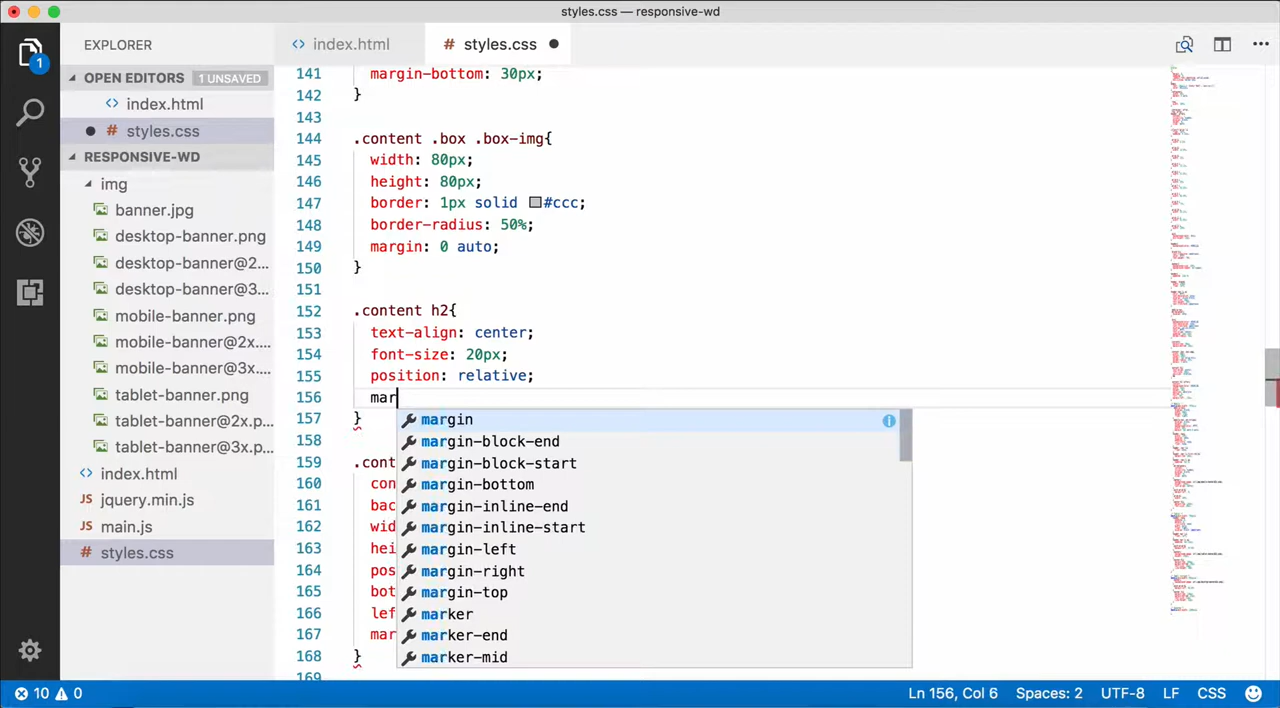 styles.css — responsive-wd
EXPLORER
index.html
# styles.css
OPEN EDITORS 1 UNSAVED
index.html
# styles.css
RESPONSIVE-WD
img
banner.jpg
desktop-banner.png
desktop-banner@2...
desktop-banner@3...
mobile-banner.png
mobile-banner@2x....
mobile-banner@3x....
tablet-banner.png
tablet-banner@2x.p...
tablet-banner@3x.p...
<> index.html
JS jquery.min.js
JS main.js
# styles.css
1
141 margin-bottom: 30px;
142 }
143
144 .content .box .box-img{
145 width: 80px;
146 height: 80px;
147 border: 1px solid #ccc;
148 border-radius: 50%;
149 margin: 0 auto;
150 }
151
152 .content h2{
153 text-align: center;
154 font-size: 20px;
155 position: relative;
156 mar
157 }
158
159 .cont
160 con
161 bac
162 wid
163 hei
164 pos
165 bot
166 lef
167 mar
168 }
169
margin
margin-block-end
margin-block-start
margin-bottom
margin-inline-end
margin-inline-start
margin-left
margin-right
margin-top
marker
marker-end
marker-mid
10 0
Ln 156, Col 6 Spaces: 2 UTF-8 LF CSS